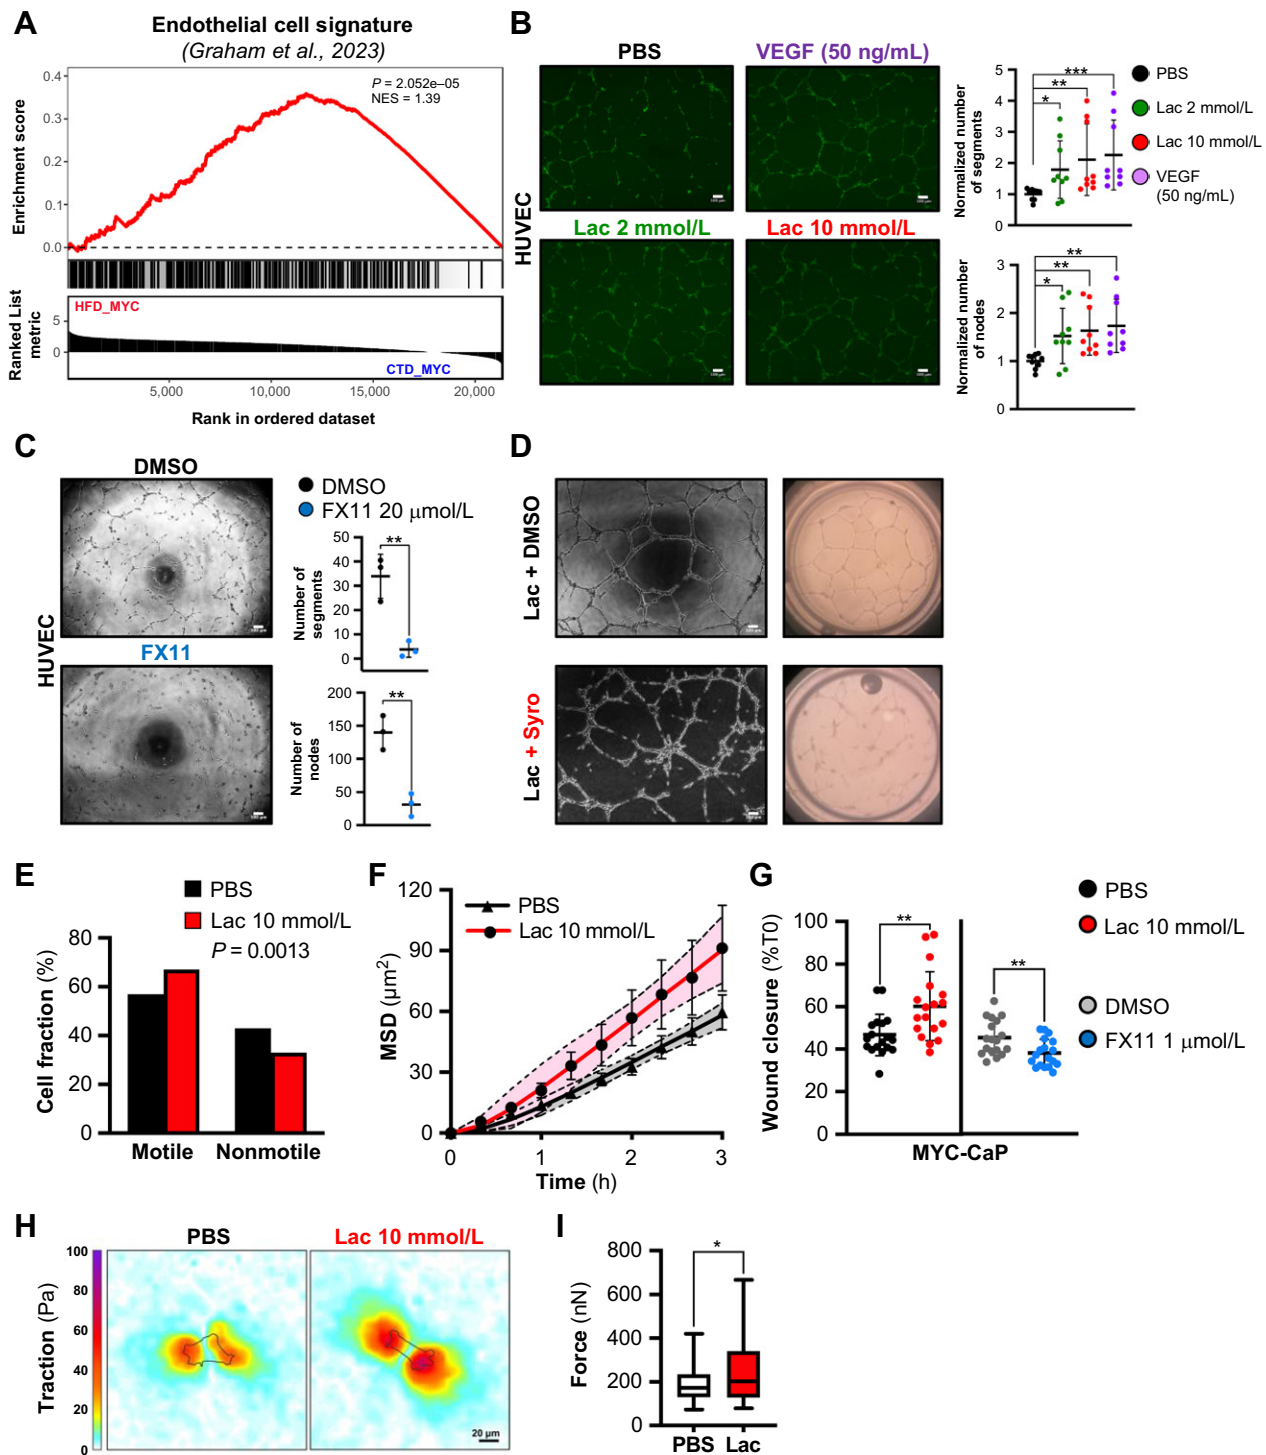 A
Endothelial cell signature
(Graham et al., 2023)
P = 2.052e–05
NES = 1.39
Enrichment score
0.4
0.3
0.2
0.1
0.0
Ranked List
metric
HFD_MYC
5
0
CTD_MYC
5,000
10,000
15,000
20,000
Rank in ordered dataset
B
HUVEC
PBS
VEGF (50 ng/mL)
Lac 2 mmol/L
Lac 10 mmol/L
Normalized number
of segments
5
4
3
2
1
0
***
**
*
PBS
Lac 2 mmol/L
Lac 10 mmol/L
VEGF
(50 ng/mL)
Normalized number
of nodes
3
2
1
0
**
**
*
C
HUVEC
DMSO
FX11
DMSO
FX11 20 μmol/L
Number of
segments
50
40
30
20
10
0
**
Number of
nodes
200
150
100
50
0
**
D
Lac + DMSO
Lac + Syro
E
PBS
Lac 10 mmol/L
P = 0.0013
Cell fraction (%)
80
60
40
20
0
Motile
Nonmotile
F
MSD (μm²)
120
90
60
30
0
PBS
Lac 10 mmol/L
0
1
2
3
Time (h)
G
Wound closure (%T0)
100
80
60
40
20
0
**
**
MYC-CaP
PBS
Lac 10 mmol/L
DMSO
FX11 1 μmol/L
H
PBS
Lac 10 mmol/L
Traction (Pa)
100
80
60
40
20
0
20 μm
I
Force (nN)
800
600
400
200
0
*
PBS
Lac